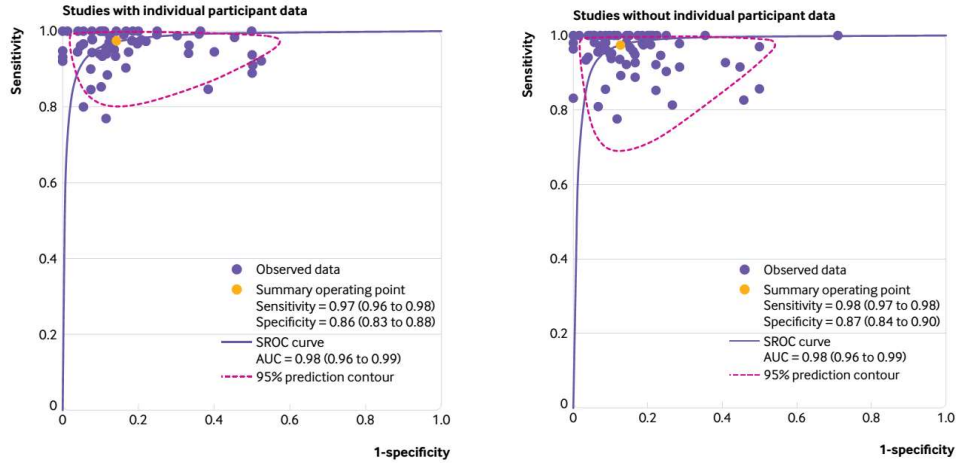 Studies with individual participant data
Sensitivity
1.0
0.8
0.6
0.4
0.2
0
0
0.2
0.4
0.6
0.8
1.0
1-specificity
Observed data
Summary operating point
Sensitivity = 0.97 (0.96 to 0.98)
Specificity = 0.86 (0.83 to 0.88)
SROC curve
AUC = 0.98 (0.96 to 0.99)
95% prediction contour
Studies without individual participant data
Sensitivity
1.0
0.8
0.6
0.4
0.2
0
0
0.2
0.4
0.6
0.8
1.0
1-specificity
Observed data
Summary operating point
Sensitivity = 0.98 (0.97 to 0.98)
Specificity = 0.87 (0.84 to 0.90)
SROC curve
AUC = 0.98 (0.96 to 0.99)
95% prediction contour